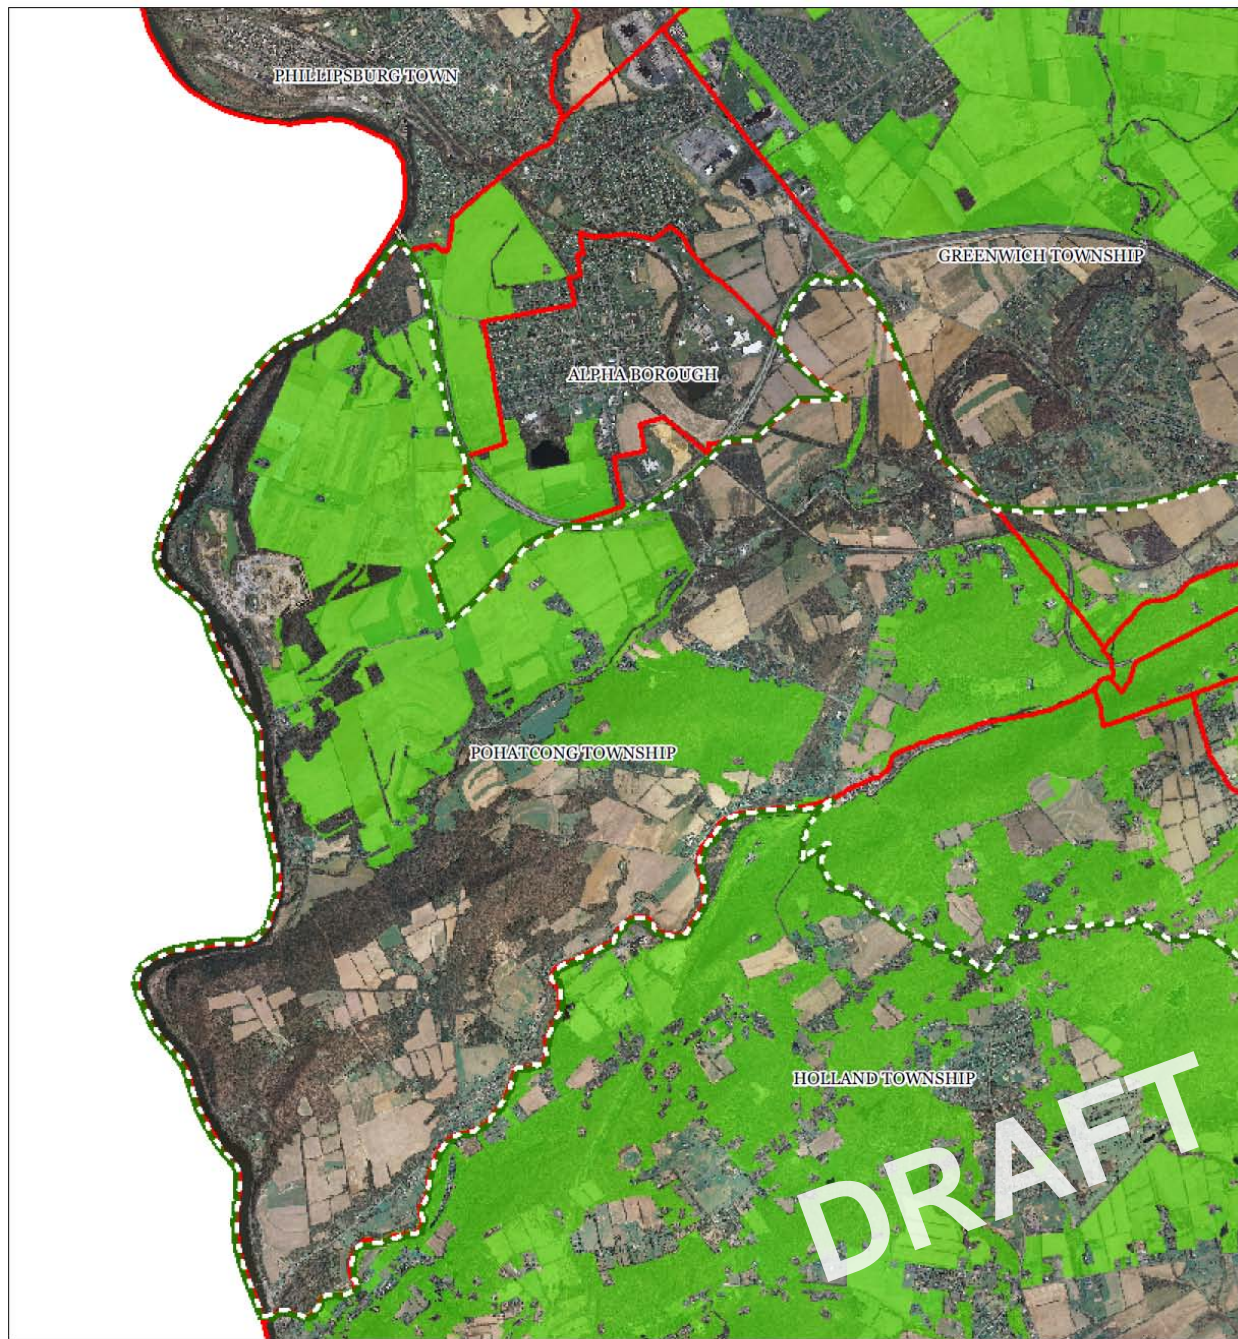 PHILLIPSBURG TOWN
GREENWICH TOWNSHIP
ALPHA BOROUGH
POHATCONG TOWNSHIP
HOLLAND TOWNSHIP
DRAFT